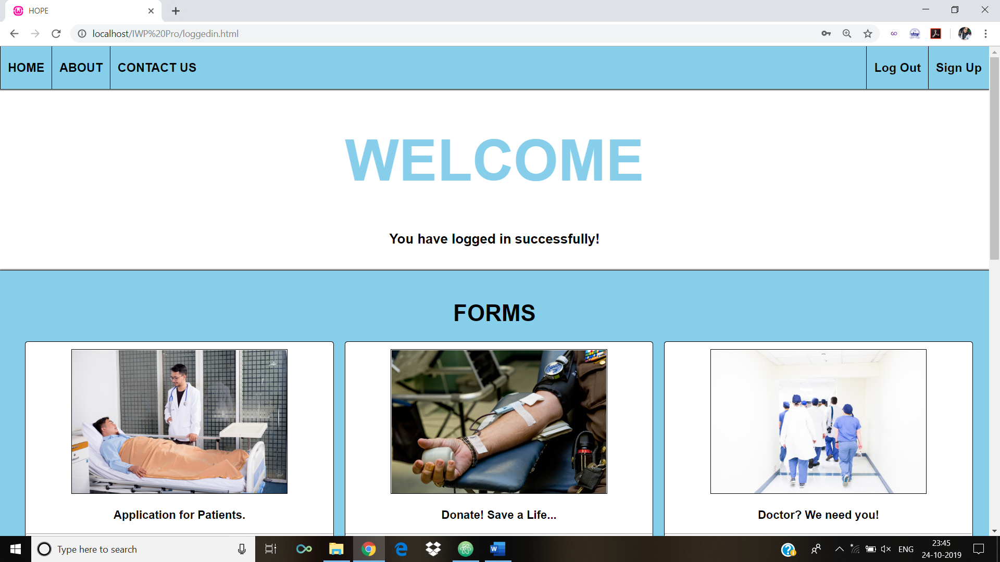 HOPE
localhost/IWP%20Pro/loggedin.html
HOME ABOUT CONTACT US Log Out Sign Up
WELCOME
You have logged in successfully!
FORMS
Application for Patients. Donate! Save a Life... Doctor? We need you!
Type here to search
ENG
23:45
24-10-2019